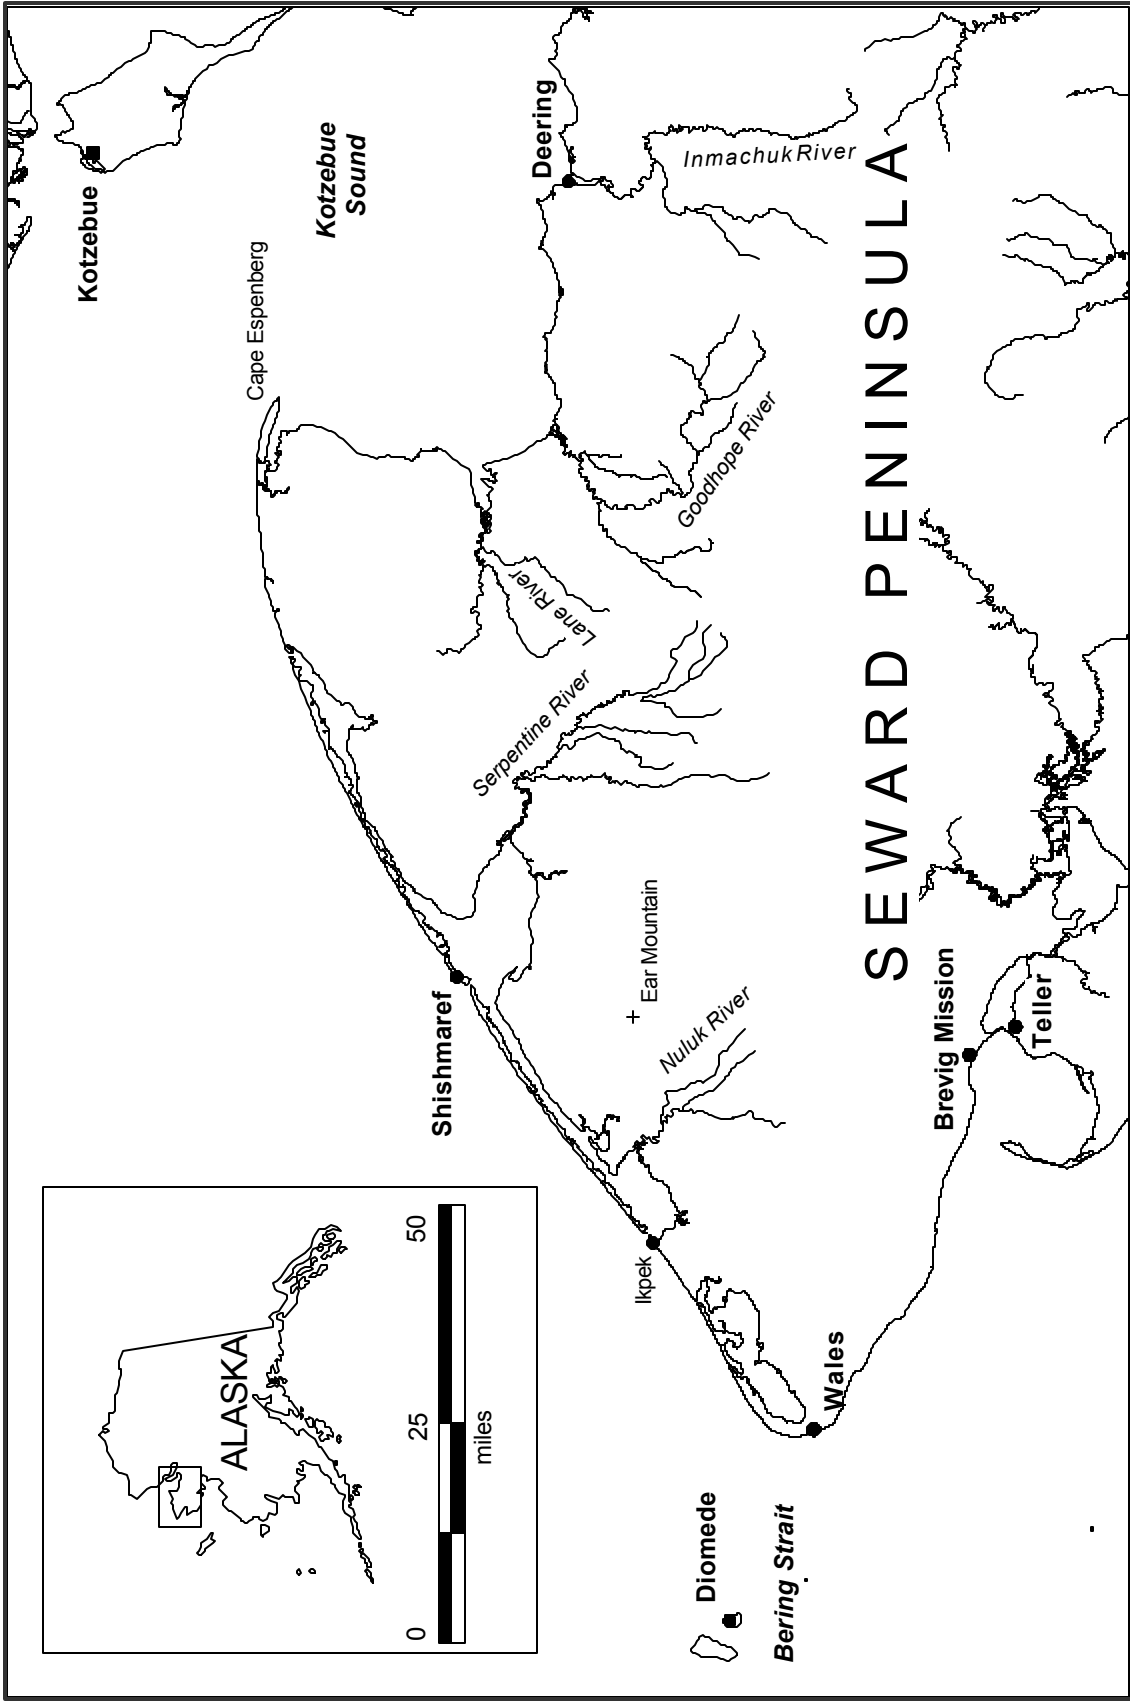 Kotzebue
Kotzebue
Sound
Cape Espenberg
Deering
Inmachuk River
Goodhope River
Lane River
Serpentine River
SEWARD PENINSULA
Shishmaref
Ear Mountain
Nuluk River
Ikpek
Brevig Mission
Teller
Wales
Diomede
Bering Strait
ALASKA
0
25
50
miles